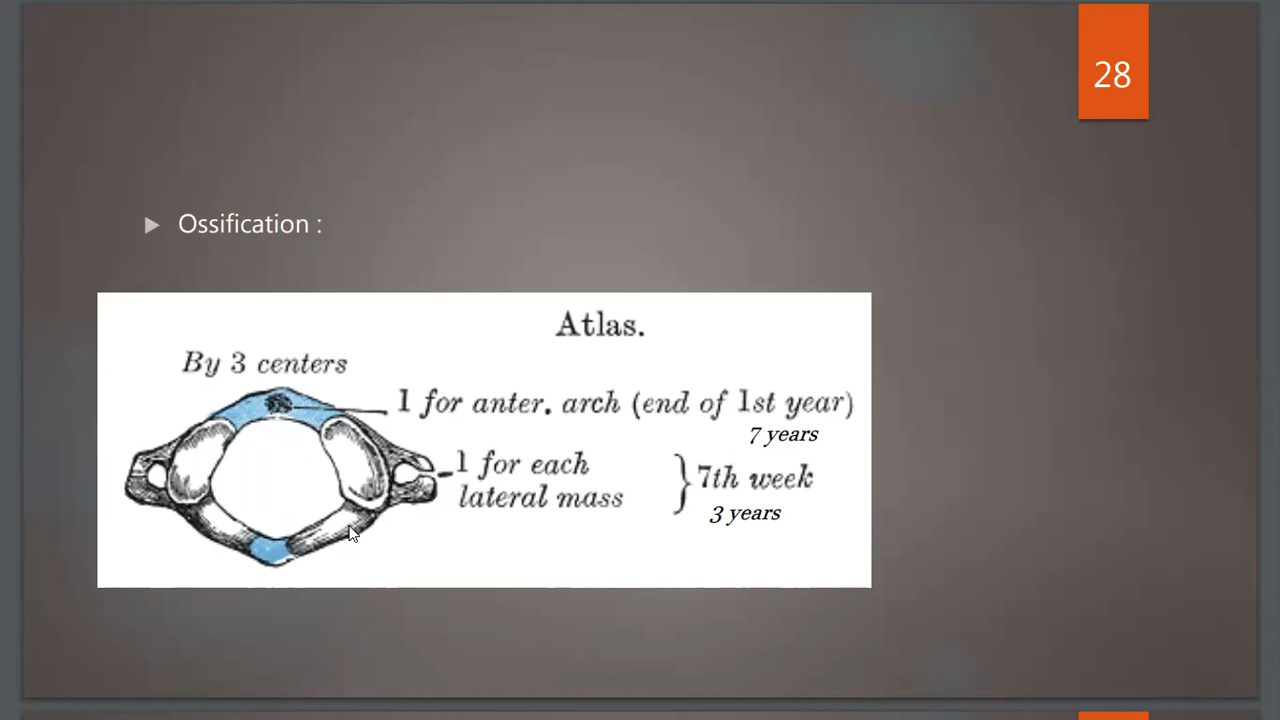 28
Ossification :
Atlas.
By 3 centers
1 for anter. arch (end of 1st year)
7 years
1 for each
lateral mass
} 7th week
3 years